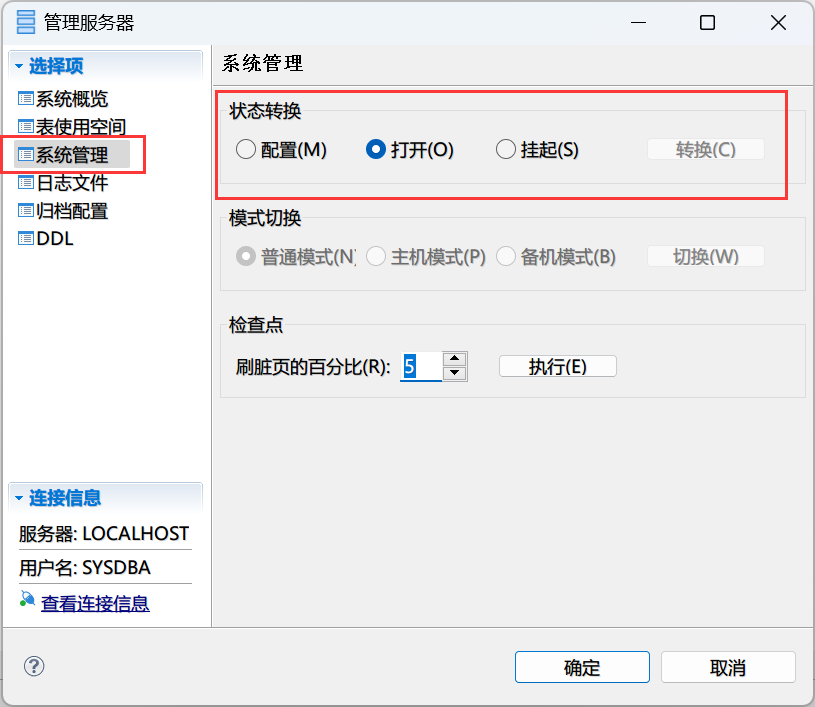 管理服务器
选择项
系统概览
表使用空间
系统管理
日志文件
归档配置
DDL
连接信息
服务器: LOCALHOST
用户名: SYSDBA
查看连接信息
系统管理
状态转换
配置(M) 打开(O) 挂起(S) 转换(C)
模式切换
普通模式(N) 主机模式(P) 备机模式(B) 切换(W)
检查点
刷脏页的百分比(R): 5 执行(E)
? 确定 取消